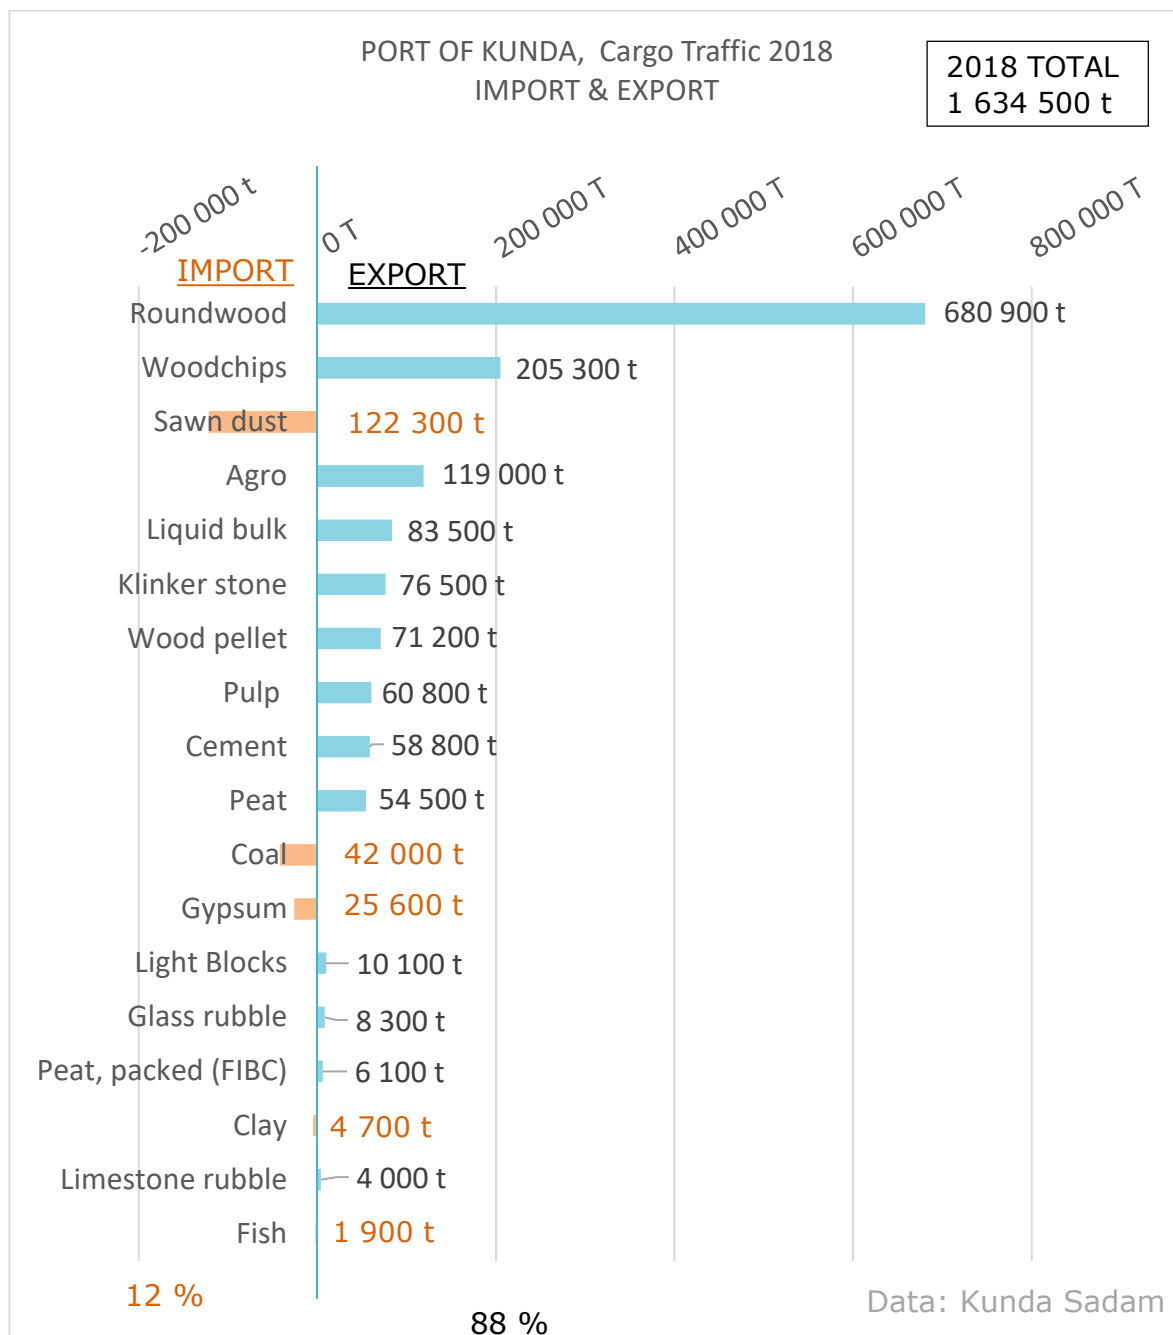 PORT OF KUNDA, Cargo Traffic 2018
IMPORT & EXPORT
2018 TOTAL
1 634 500 t
-200 000 t
0 T
200 000 T
400 000 T
600 000 T
800 000 T
IMPORT EXPORT
Roundwood 680 900 t
Woodchips 205 300 t
Sawn dust 122 300 t
Agro 119 000 t
Liquid bulk 83 500 t
Klinker stone 76 500 t
Wood pellet 71 200 t
Pulp 60 800 t
Cement 58 800 t
Peat 54 500 t
Coal 42 000 t
Gypsum 25 600 t
Light Blocks 10 100 t
Glass rubble 8 300 t
Peat, packed (FIBC) 6 100 t
Clay 4 700 t
Limestone rubble 4 000 t
Fish 1 900 t
12 %
88 %
Data: Kunda Sadam